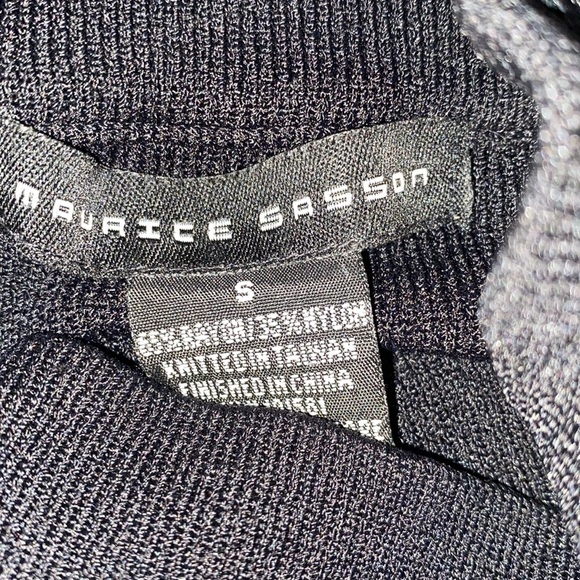 MAURICE SASSON
S
65% RAYON/35% NYLON
KNITTED IN TAIWAN
FINISHED IN CHINA